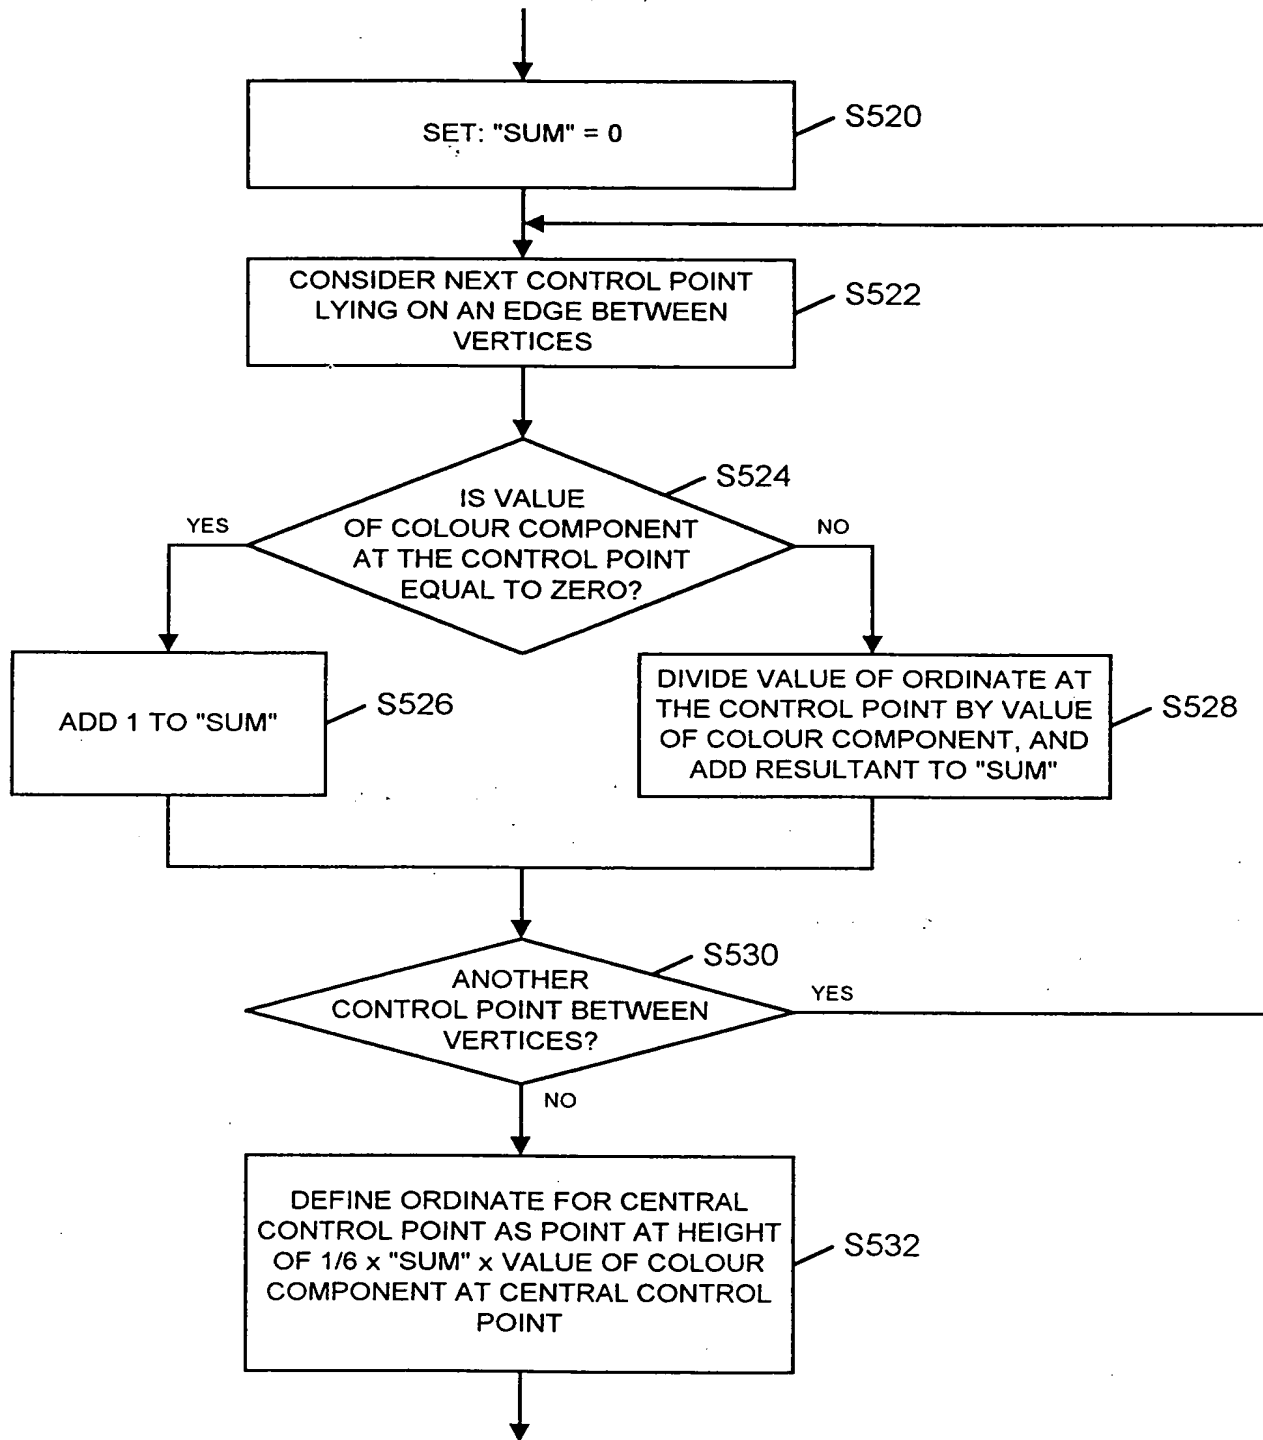 SET: "SUM" = 0
S520
CONSIDER NEXT CONTROL POINT
LYING ON AN EDGE BETWEEN
VERTICES
S522
S524
IS VALUE
OF COLOUR COMPONENT
AT THE CONTROL POINT
EQUAL TO ZERO?
YES
NO
ADD 1 TO "SUM"
S526
DIVIDE VALUE OF ORDINATE AT
THE CONTROL POINT BY VALUE
OF COLOUR COMPONENT, AND
ADD RESULTANT TO "SUM"
S528
S530
ANOTHER
CONTROL POINT BETWEEN
VERTICES?
YES
NO
DEFINE ORDINATE FOR CENTRAL
CONTROL POINT AS POINT AT HEIGHT
OF 1/6 x "SUM" x VALUE OF COLOUR
COMPONENT AT CENTRAL CONTROL
POINT
S532